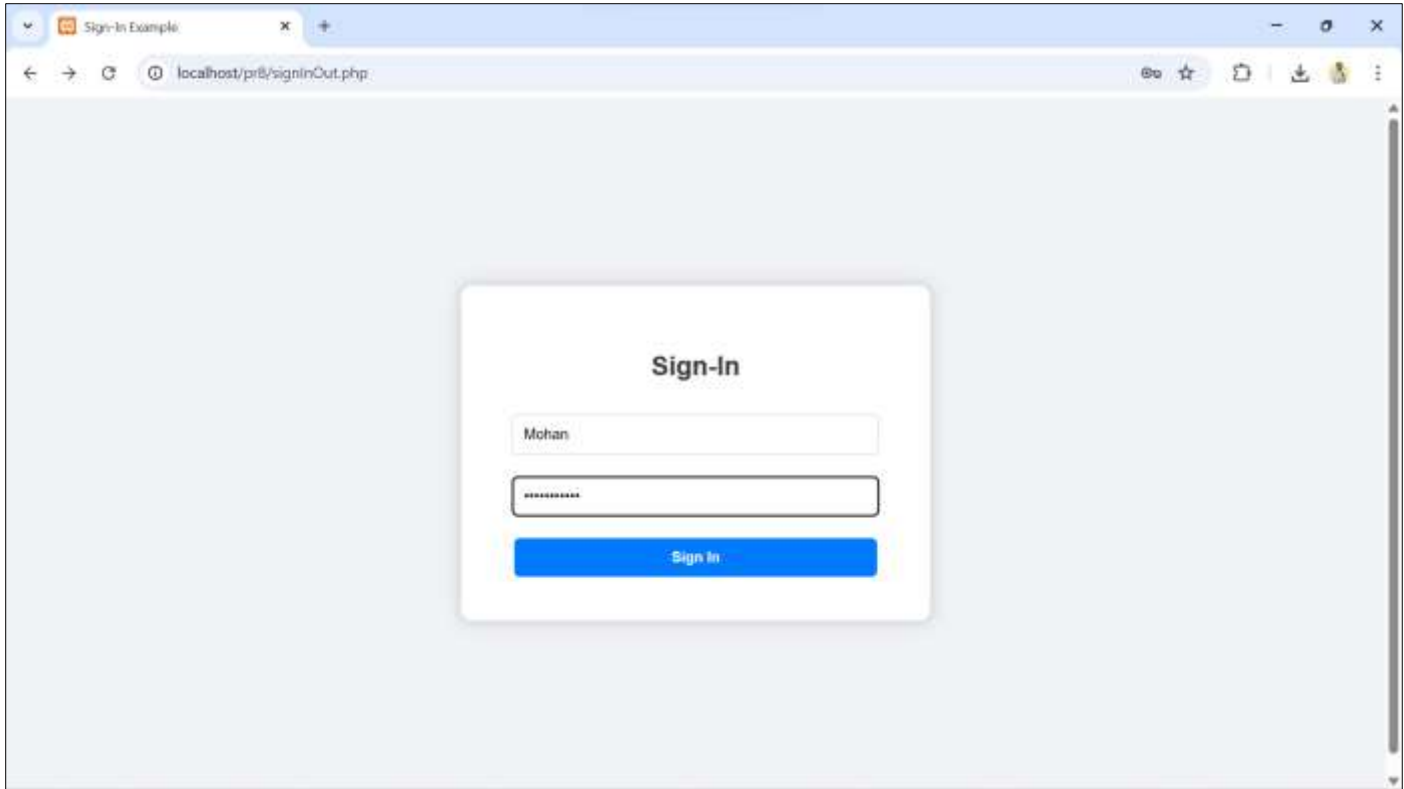 Sign-In Example
localhost/pr8/signInOut.php
Sign-In
Mohan
•••••••••••
Sign In